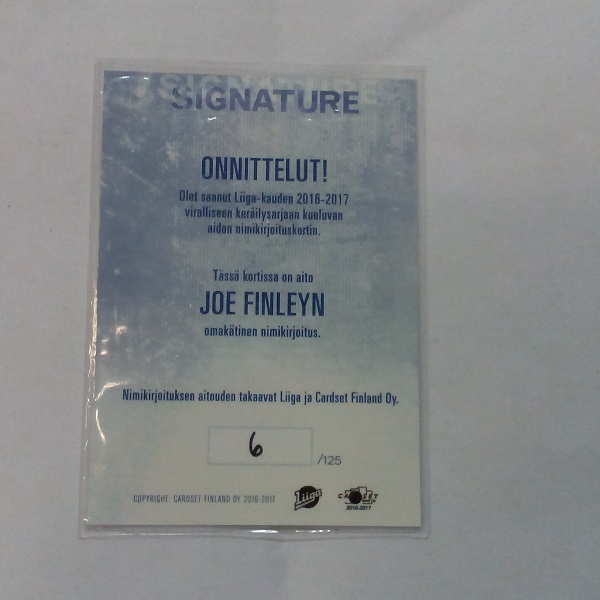 SIGNATURE
ONNITTELUT!
Olet saanut Liiga-kauden 2016-2017
viralliseen keräilysarjaan kuuluvan
aidon nimikirjoituskortin.
Tässä kortissa on aito
JOE FINLEYN
omakätinen nimikirjoitus.
Nimikirjoituksen aitouden takaavat Liiga ja Cardset Finland Oy.
6 /125
COPYRIGHT CARDSET FINLAND OY 2016-2017
Liiga
CARDSET
2016-2017